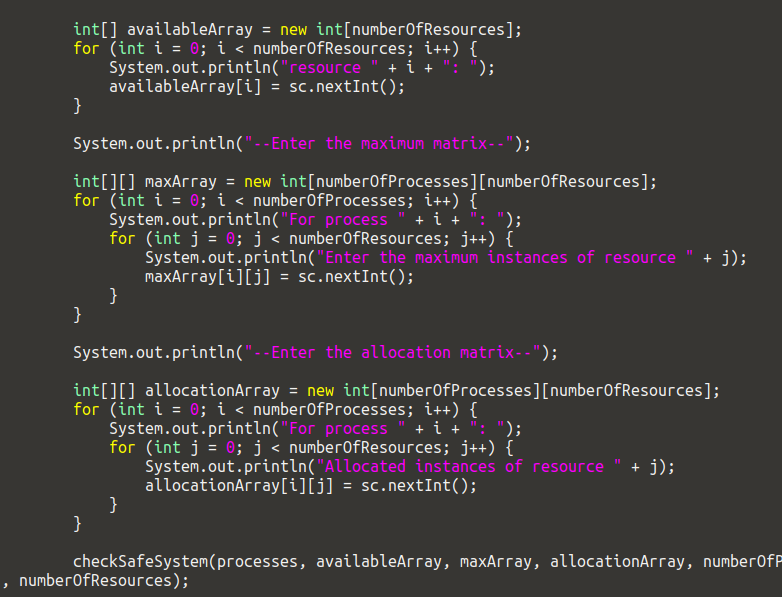 int[] availableArray = new int[numberOfResources];
for (int i = 0; i < numberOfResources; i++) {
System.out.println("resource " + i + ": ");
availableArray[i] = sc.nextInt();
}
System.out.println("--Enter the maximum matrix--");
int[][] maxArray = new int[numberOfProcesses][numberOfResources];
for (int i = 0; i < numberOfProcesses; i++) {
System.out.println("For process " + i + ": ");
for (int j = 0; j < numberOfResources; j++) {
System.out.println("Enter the maximum instances of resource " + j);
maxArray[i][j] = sc.nextInt();
}
}
System.out.println("--Enter the allocation matrix--");
int[][] allocationArray = new int[numberOfProcesses][numberOfResources];
for (int i = 0; i < numberOfProcesses; i++) {
System.out.println("For process " + i + ": ");
for (int j = 0; j < numberOfResources; j++) {
System.out.println("Allocated instances of resource " + j);
allocationArray[i][j] = sc.nextInt();
}
}
checkSafeSystem(processes, availableArray, maxArray, allocationArray, numberOfP
, numberOfResources);